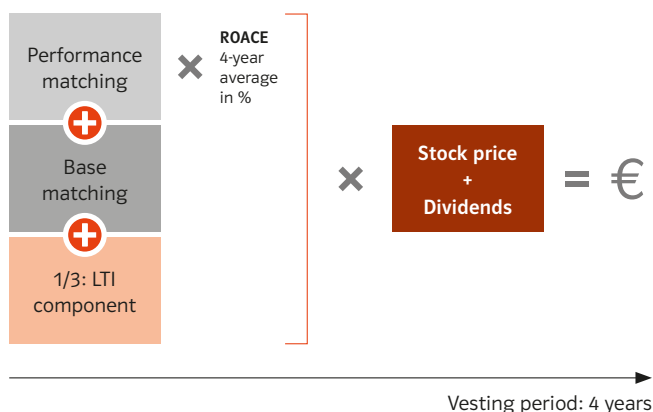 Performance
matching
×
ROACE
4-year
average
in %
+
Base
matching
+
1/3: LTI
component
×
Stock price
+
Dividends
= €
Vesting period: 4 years